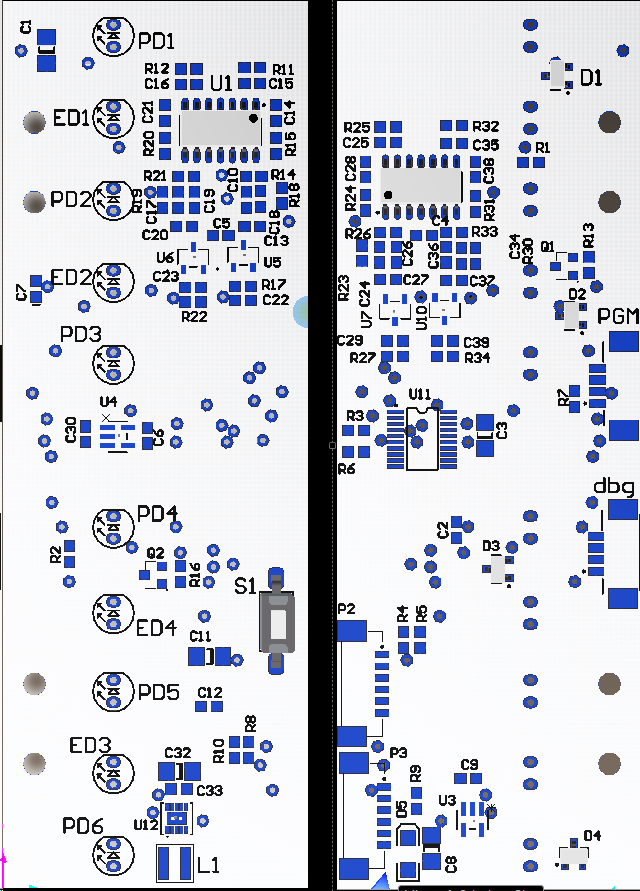 C1
PD1
R12
R11
C16
U1
C15
C21
C14
ED1
R20
R15
R21
C10
R14
PD2
R19
C17
C19
R18
C20
C5
C18
C13
U6
U5
ED2
C23
R17
C7
C22
R22
PD3
U4
C30
C6
PD4
R2
Q2
R16
S1
ED4
C11
PD5
C12
R8
ED3
R10
C32
C33
U12
PD6
L1
D1
R25
R32
C25
C35
R1
C28
C38
R24
R31
C4
R26
R33
C26
C36
C34
R30
Q1
R13
R23
C24
C27
C37
D2
U7
U10
PGM
C29
C39
R27
R34
U11
R7
R3
C3
R6
dbg
C2
D3
P2
R4
R5
P3
R9
C9
D5
U3
C8
D4